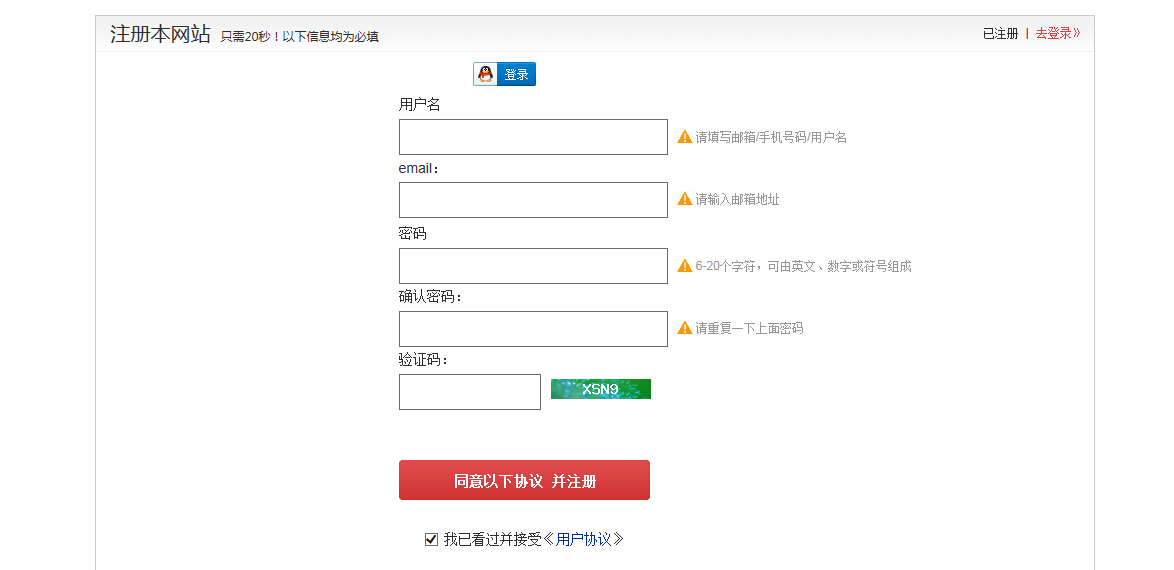 注册本网站 只需20秒！以下信息均为必填 已注册 | 去登录》
登录
用户名
请填写邮箱/手机号码/用户名
email：
请输入邮箱地址
密码
6-20个字符，可由英文、数字或符号组成
确认密码：
请重复一下上面密码
验证码：
X5N9
同意以下协议 并注册
我已看过并接受《用户协议》